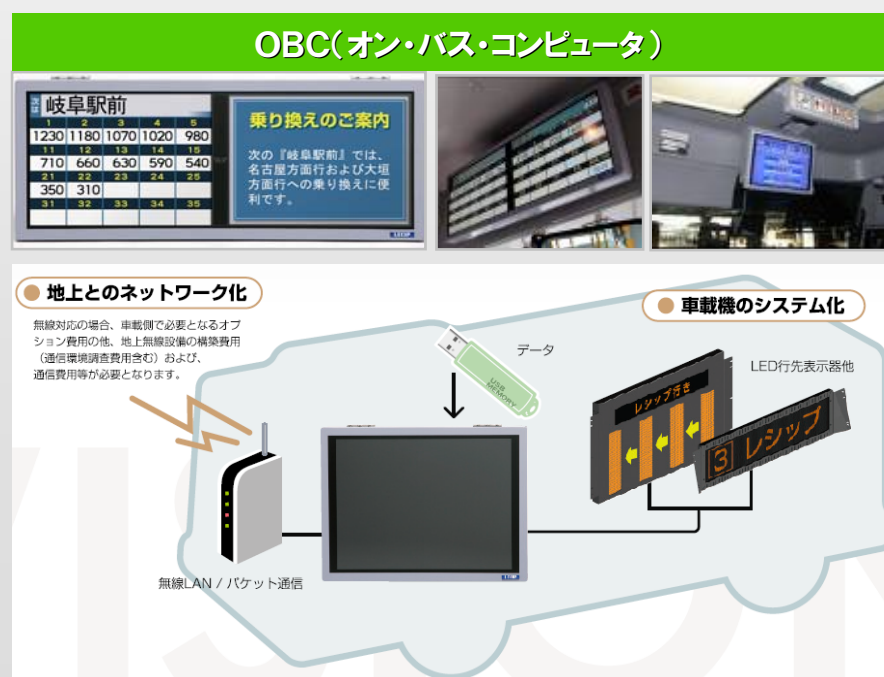 OBC(オン・バス・コンピュータ)
次は 岐阜駅前
1 2 3 4 5
1230 1180 1070 1020 980
11 12 13 14 15
710 660 630 590 540
21 22 23 24 25
350 310
31 32 33 34 35
乗り換えのご案内
次の『岐阜駅前』では、
名古屋方面行および大垣
方面行への乗り換えに便
利です。
LECIP
地上とのネットワーク化
無線対応の場合、車載側で必要となるオプ
ション費用の他、地上無線設備の構築費用
(通信環境調査費用含む)および、
通信費用等が必要となります。
車載機のシステム化
データ
USB
MEMORY
LED行先表示器他
レシップ行き
3 レシップ
無線LAN / パケット通信
LECIP
VISION